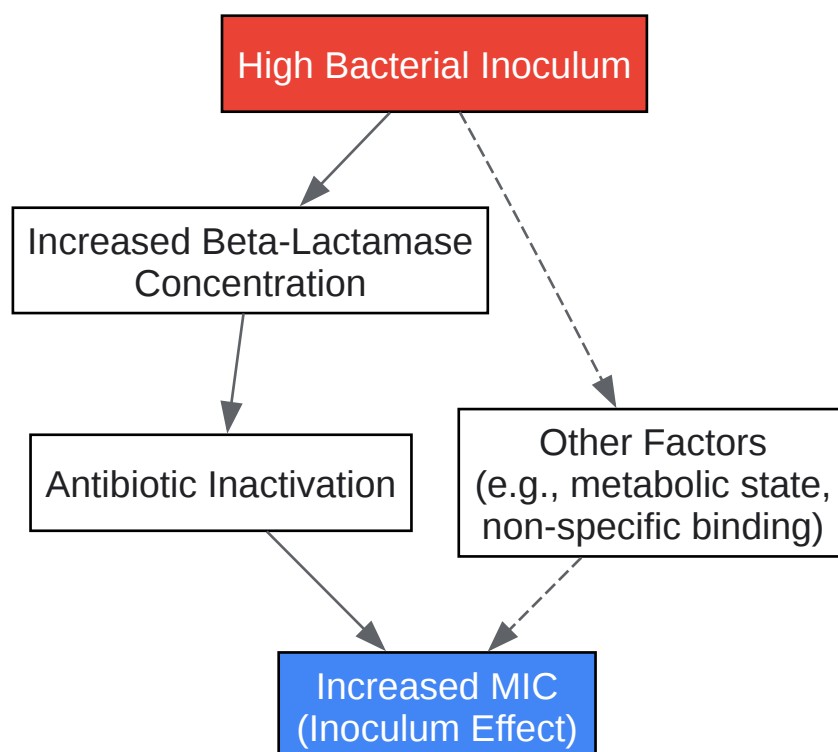 High Bacterial Inoculum
Increased Beta-Lactamase
Concentration
Antibiotic Inactivation
Other Factors
(e.g., metabolic state,
non-specific binding)
Increased MIC
(Inoculum Effect)